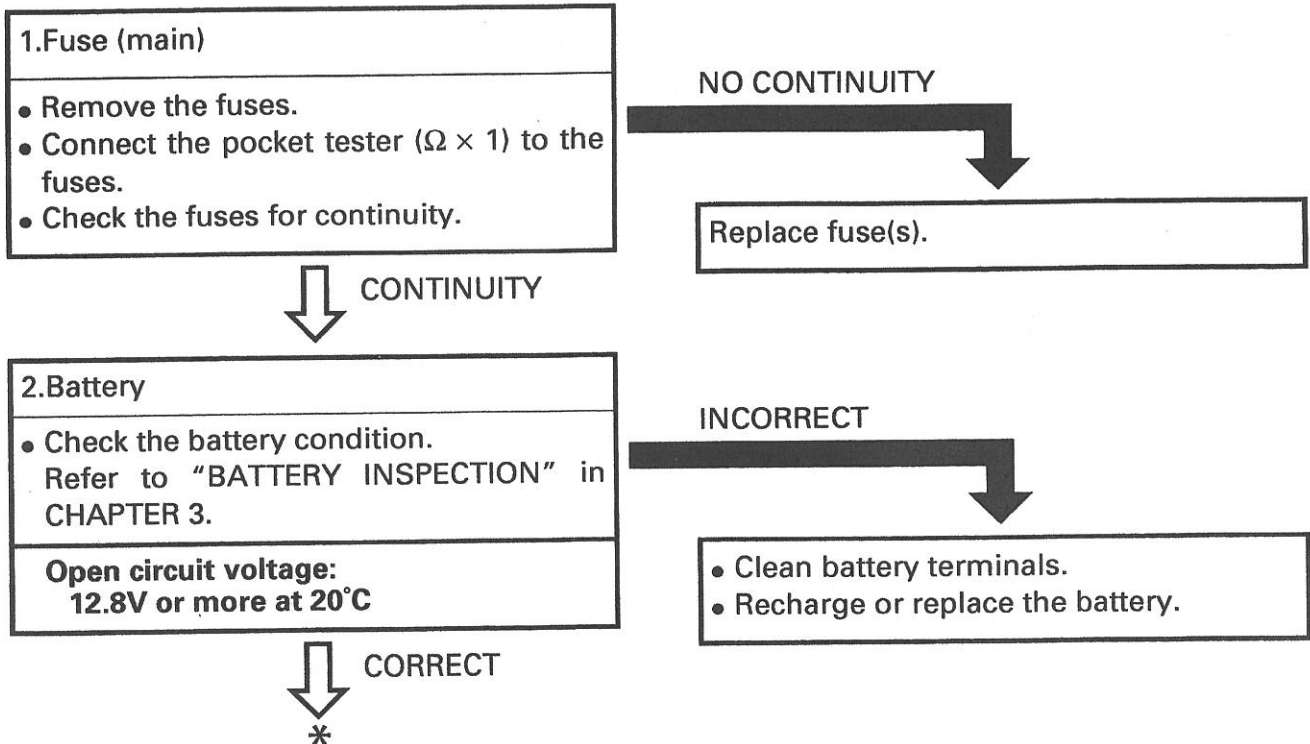 1.Fuse (main)
• Remove the fuses.
• Connect the pocket tester (Ω × 1) to the
fuses.
• Check the fuses for continuity.
NO CONTINUITY
Replace fuse(s).
CONTINUITY
2.Battery
• Check the battery condition.
Refer to “BATTERY INSPECTION” in
CHAPTER 3.
Open circuit voltage:
12.8V or more at 20°C
INCORRECT
• Clean battery terminals.
• Recharge or replace the battery.
CORRECT
*